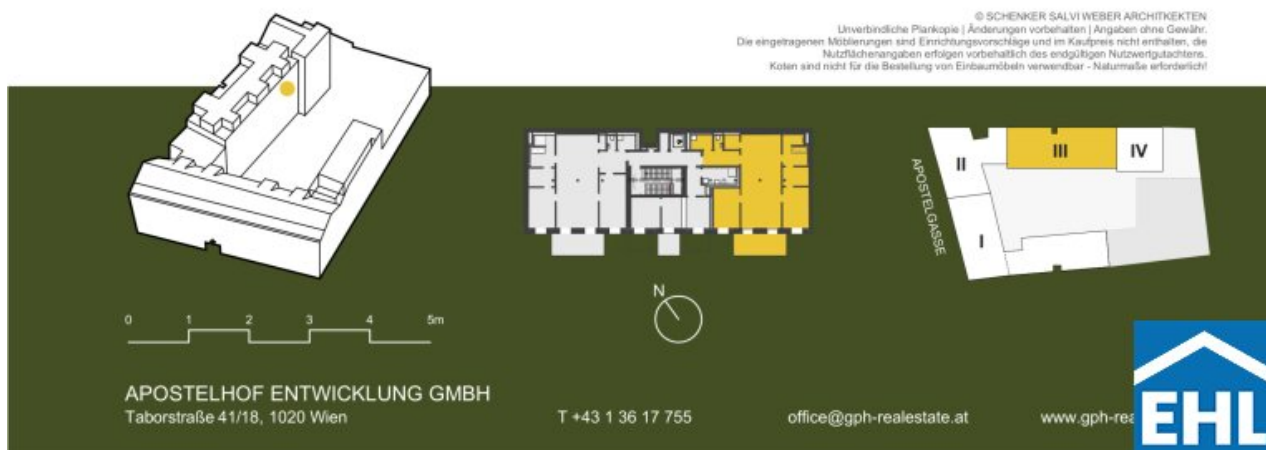 © SCHENKER SALVI WEBER ARCHITKEKTEN
Unverbindliche Plankopie | Änderungen vorbehalten | Angaben ohne Gewähr.
Die eingetragenen Möblierungen sind Einrichtungsvorschläge und im Kaufpreis nicht enthalten, die
Nutzflächenangaben erfolgen vorbehaltlich des endgültigen Nutzwertgutachtens.
Koten sind nicht für die Bestellung von Einbaumöbeln verwendbar - Naturmaße erforderlich!
II III IV
APOSTELGASSE
I
N
0 1 2 3 4 5m
APOSTELHOF ENTWICKLUNG GMBH
Taborstraße 41/18, 1020 Wien T +43 1 36 17 755 office@gph-realestate.at www.gph-rea
EHL